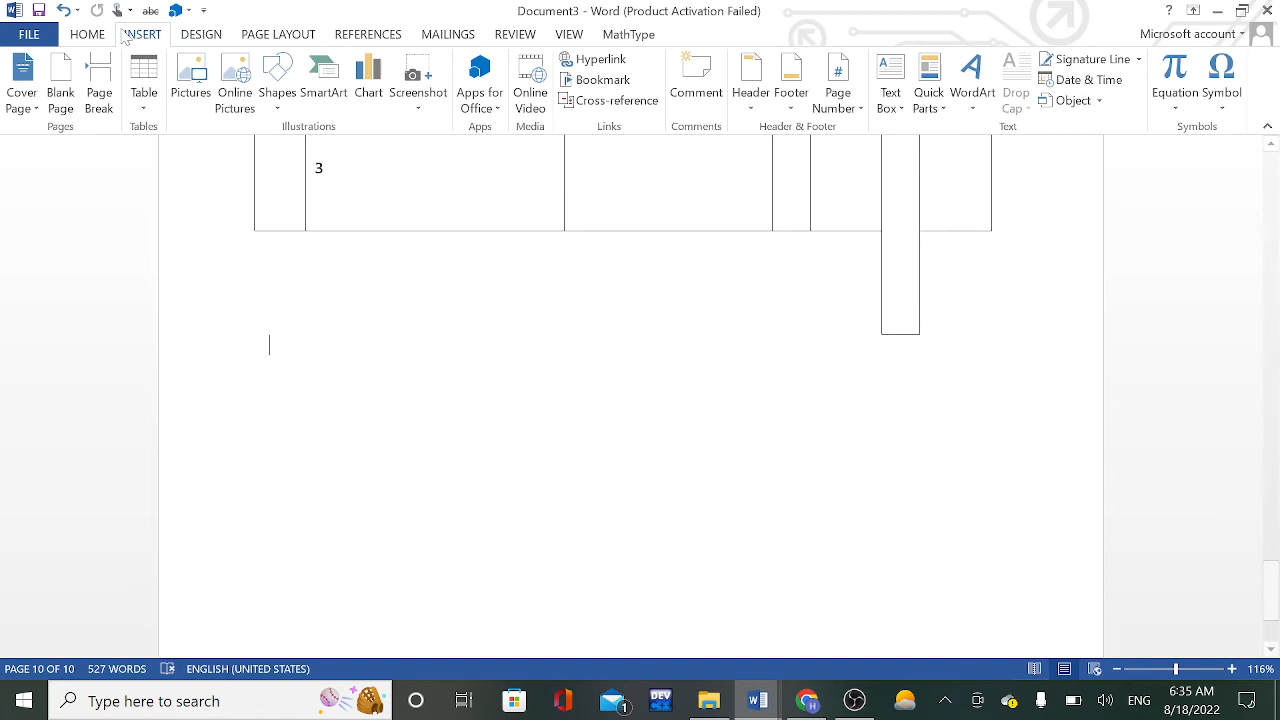 abc
Document3 - Word (Product Activation Failed)
?
FILE HOME INSERT DESIGN PAGE LAYOUT REFERENCES MAILINGS REVIEW VIEW MathType Microsoft account
Cover Page
Blank Page
Page Break
Pages
Table
Tables
Pictures
Online Pictures
Shapes
SmartArt
Chart
Screenshot
Illustrations
Apps for Office
Apps
Online Video
Media
Hyperlink
Bookmark
Cross-reference
Links
Comment
Comments
Header
Footer
Page Number
Header & Footer
Text Box
Quick Parts
WordArt
Drop Cap
Signature Line
Date & Time
Object
Text
Equation
Symbol
Symbols
3
PAGE 10 OF 10 527 WORDS ENGLISH (UNITED STATES) 116%
Type here to search
1
DEV
ENG
6:35 AM
8/18/2022